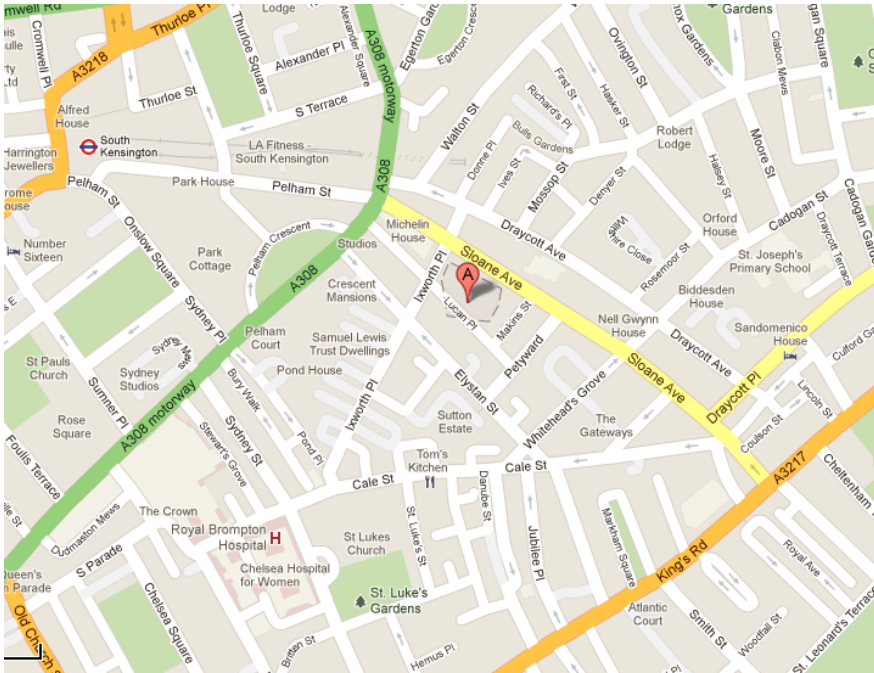 mwell Rd
Thurloe Pl
Lodge
Alexander Square
Egerton Gardens
Gardens
Cromwell Pl
A3218
Thurloe Square
Alexander Pl
A308 motorway
Egerton Cres
Ovington St
Clabon Mews
Thurloe St
S Terrace
First St
Hasker St
Alfred
House
Richard's Pl
Walton St
Bulls Gardens
Robert
Lodge
Moore St
South
Kensington
LA Fitness -
South Kensington
Donne Pl
Ives St
Mossop St
Halsey St
Harrington
Jewellers
Park House
Pelham St
A308
Denyer St
Cadogan St
Pelham St
Michelin
House
Draycott Ave
Orford
House
Draycott Terrace
Number
Sixteen
Onslow Square
Park
Cottage
Pelham Crescent
Studios
Sloane Ave
Rosemoor St
St. Joseph's
Primary School
A308
Crescent
Mansions
Ixworth Pl
A
Biddesden
House
Lucan Pl
Makins St
Nell Gwynn
House
Sandomenico
House
Sydney Pl
Pelham
Court
Samuel Lewis
Trust Dwellings
Petyward
Draycott Ave
St Pauls
Church
Sydney Mews
Sydney
Studios
Pond House
Elystan St
Sloane Ave
Sumner Pl
Bury Walk
Ixworth Pl
Whitehead's Grove
Draycott Pl
Lincoln St
Rose
Square
A308 motorway
Sutton
Estate
The
Gateways
Coulson St
Foulis Terrace
Stewart's Grove
Sydney St
Pond Pl
Tom's
Kitchen
Cale St
A3217
Cheltenham
Cale St
Danube St
The Crown
Dudmaston Mews
Royal Brompton
Hospital
H
St Lukes
Church
St. Luke's St
Jubilee Pl
Markham Square
King's Rd
Royal Ave
S Parade
Chelsea Hospital
for Women
Queen's
Parade
St. Luke's
Gardens
Atlantic
Court
Old Church
Chelsea Square
Britten St
Hemus Pl
Smith St
Woodfall St
St. Leonard's Terrace